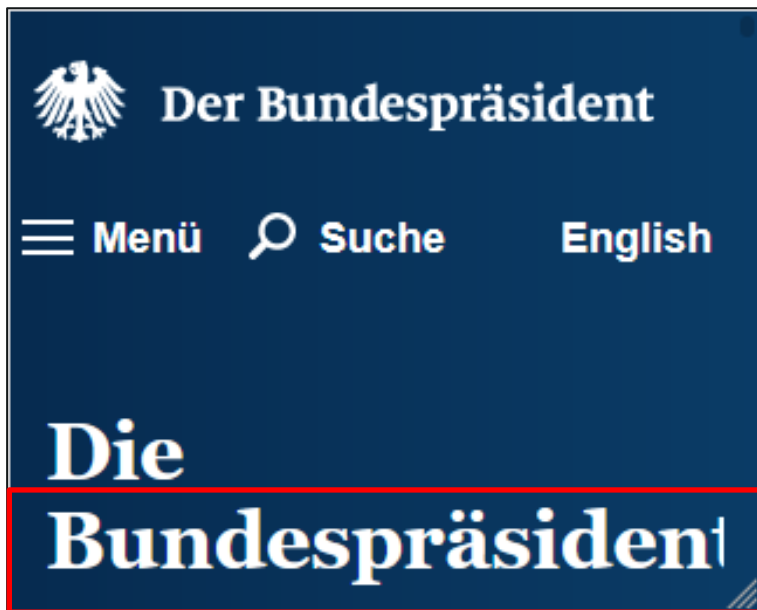 Der Bundespräsident
Menü Suche English
Die
Bundespräsident